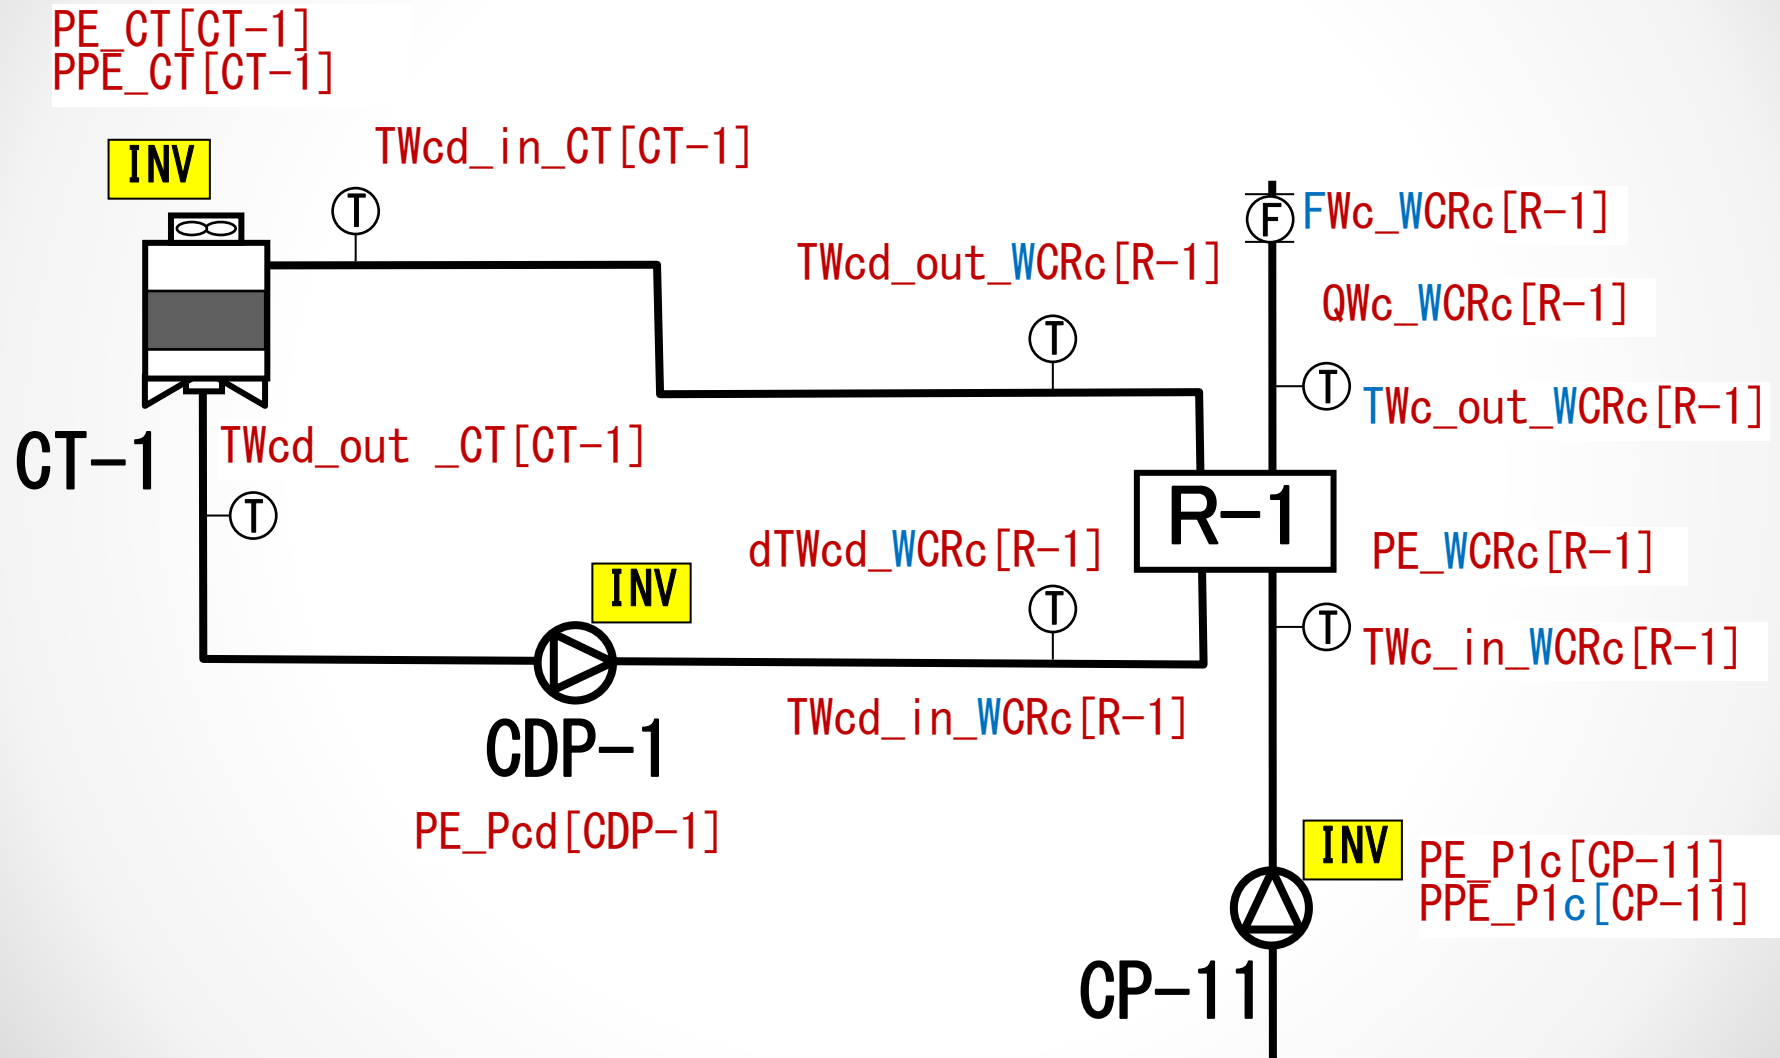 PE_CT[CT-1]
PPE_CT[CT-1]
INV
TWcd_in_CT[CT-1]
T
F
FWc_WCRc[R-1]
TWcd_out_WCRc[R-1]
QWc_WCRc[R-1]
T
T
TWc_out_WCRc[R-1]
CT-1
TWcd_out _CT[CT-1]
T
R-1
dTWcd_WCRc[R-1]
PE_WCRc[R-1]
INV
T
T
TWc_in_WCRc[R-1]
TWcd_in_WCRc[R-1]
CDP-1
PE_Pcd[CDP-1]
INV
PE_P1c[CP-11]
PPE_P1c[CP-11]
CP-11